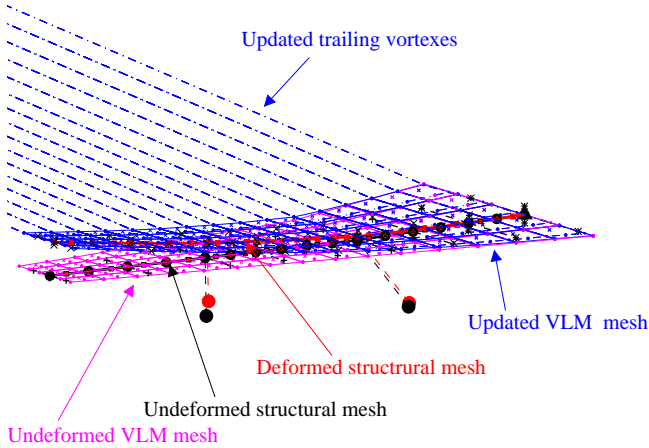 Updated trailing vortexes
Updated VLM mesh
Deformed structrural mesh
Undeformed structural mesh
Undeformed VLM mesh